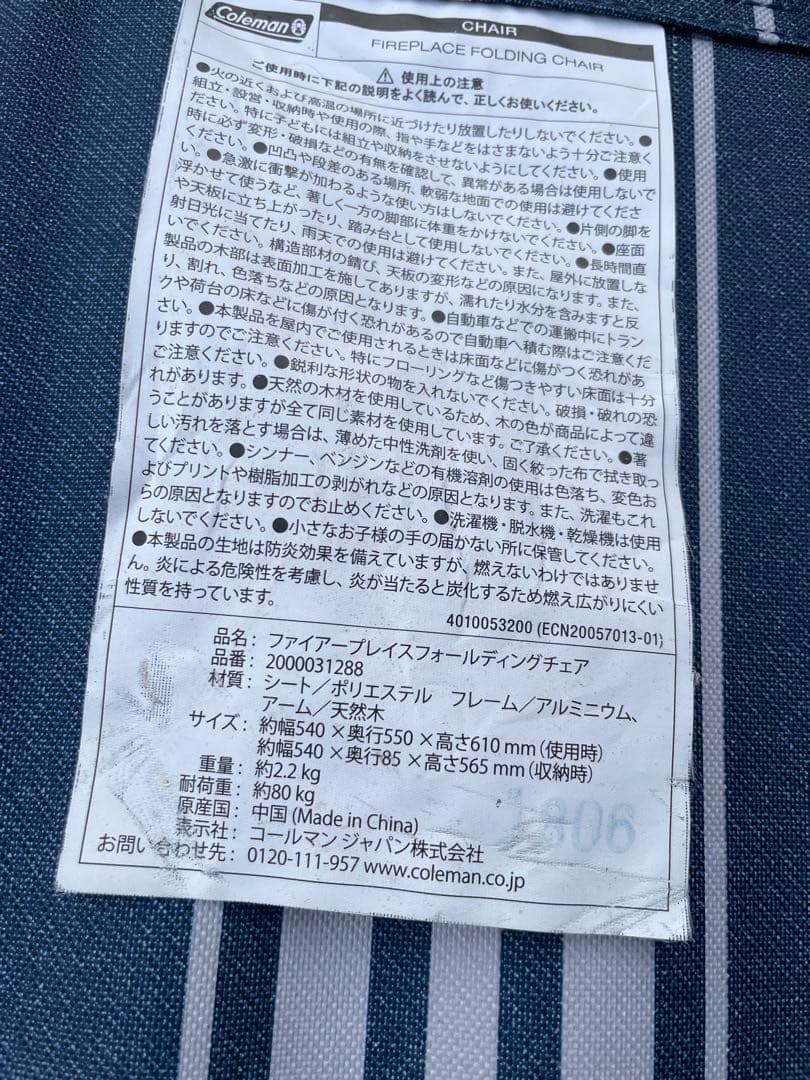 Coleman
CHAIR
FIREPLACE FOLDING CHAIR
⚠ 使用上の注意
ご使用時に下記の説明をよく読んで、正しくお使いください。
●火の近くおよび高温の場所に近づけたり放置したりしないでください。●
組立・設営・収納時や使用の際、指や手などをはさまないよう十分ご注意く
ださい。特に子どもには組立や収納をさせないようにしてください。●使用
時に必ず変形・破損などの有無を確認して、異常がある場合は使用しないで
ください。●凹凸や段差のある場所、軟弱な地面での使用は避けてくださ
い。●急激に衝撃が加わるような使い方はしないでください。●片側の脚を
浮かせて使うなど、著しく一方の脚部に体重をかけないでください。●座面
や天板に立ち上がったり、踏み台として使用しないでください。●長時間直
射日光に当てたり、雨天での使用は避けてください。また、屋外に放置しな
いでください。構造部材の錆び、天板の変形などの原因になります。また、
製品の木部は表面加工を施してありますが、濡れたり水分を含みますと反
り、割れ、色落ちなどの原因となります。●自動車などでの運搬中にトラン
クや荷台の床などに傷が付く恐れがあるので自動車へ積む際はご注意くだ
さい。●本製品を屋内でご使用されるときは床面などに傷がつく恐れがあ
りますのでご注意ください。特にフローリングなど傷つきやすい床面は十分
ご注意ください。●鋭利な形状の物を入れないでください。破損・破れの恐
れがあります。●天然の木材を使用しているため、木の色が商品によって違
うことがありますが全て同じ素材を使用しています。ご了承ください。●著
しい汚れを落とす場合は、薄めた中性洗剤を使い、固く絞った布で拭き取っ
てください。●シンナー、ベンジンなどの有機溶剤の使用は色落ち、変色お
よびプリントや樹脂加工の剥がれなどの原因となります。また、洗濯もこれ
らの原因となりますのでお止めください。●洗濯機・脱水機・乾燥機は使用
しないでください。●小さなお子様の手の届かない所に保管してください。
●本製品の生地は防炎効果を備えていますが、燃えないわけではありませ
ん。炎による危険性を考慮し、炎が当たると炭化するため燃え広がりにくい
性質を持っています。
4010053200 (ECN20057013-01)
品名：ファイアープレイスフォールディングチェア
品番：2000031288
材質：シート／ポリエステル　フレーム／アルミニウム、
アーム／天然木
サイズ：約幅540×奥行550×高さ610 mm（使用時）
約幅540×奥行85×高さ565 mm（収納時）
重量：約2.2 kg
耐荷重：約80 kg
原産国：中国 (Made in China)
表示社：コールマン ジャパン株式会社
お問い合わせ先：0120-111-957 www.coleman.co.jp